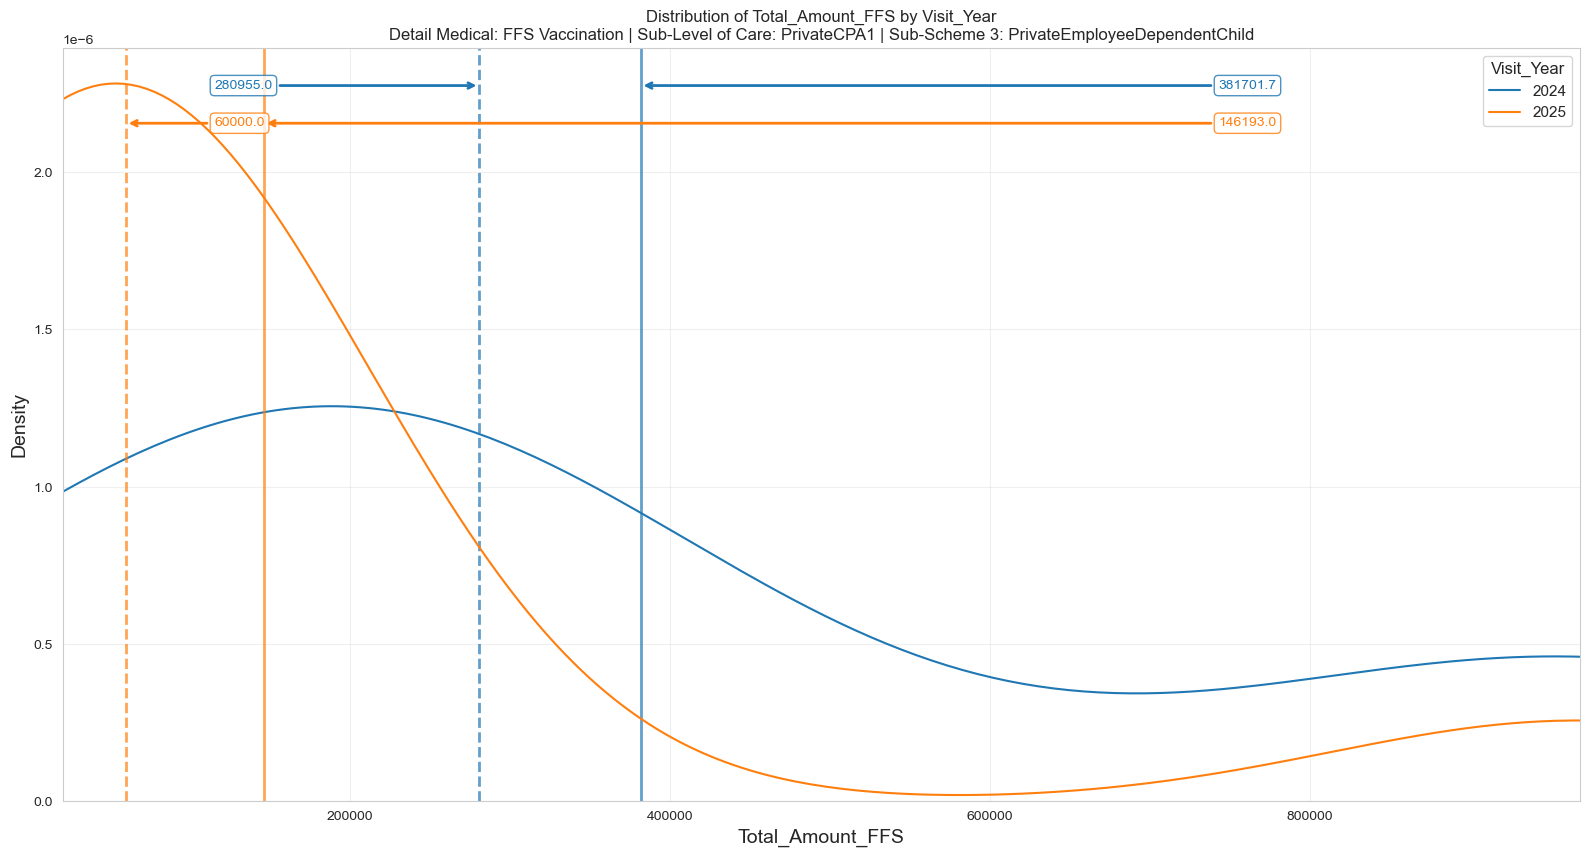 Distribution of Total_Amount_FFS by Visit_Year
Detail Medical: FFS Vaccination | Sub-Level of Care: PrivateCPA1 | Sub-Scheme 3: PrivateEmployeeDependentChild
1e−6
Visit_Year
2024
2025
280955.0
381701.7
60000.0
146193.0
2.0
1.5
1.0
0.5
0.0
Density
200000
400000
600000
800000
Total_Amount_FFS